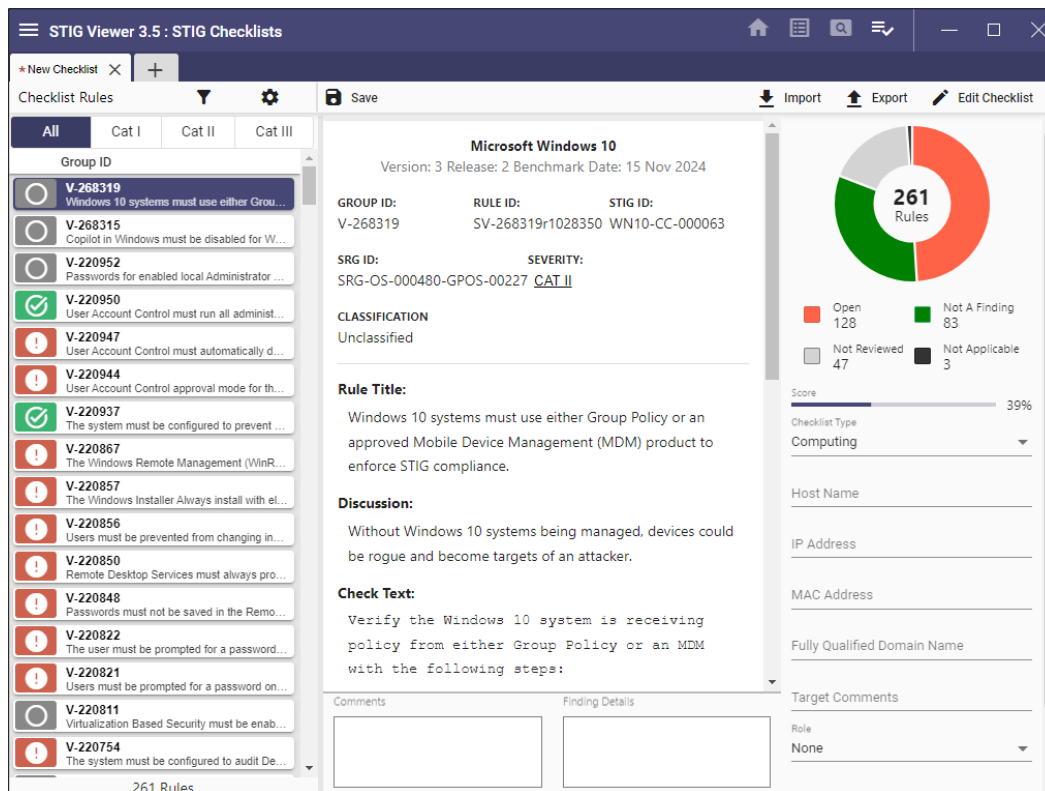 STIG Viewer 3.5 : STIG Checklists
* New Checklist
Checklist Rules
Save
Import
Export
Edit Checklist
All
Cat I
Cat II
Cat III
Group ID
V-268319
Windows 10 systems must use either Grou...
V-268315
Copilot in Windows must be disabled for W...
V-220952
Passwords for enabled local Administrator ...
V-220950
User Account Control must run all administ...
V-220947
User Account Control must automatically d...
V-220944
User Account Control approval mode for th...
V-220937
The system must be configured to prevent ...
V-220867
The Windows Remote Management (WinR...
V-220857
The Windows Installer Always install with el...
V-220856
Users must be prevented from changing in...
V-220850
Remote Desktop Services must always pro...
V-220848
Passwords must not be saved in the Remo...
V-220822
The user must be prompted for a password...
V-220821
Users must be prompted for a password on...
V-220811
Virtualization Based Security must be enab...
V-220754
The system must be configured to audit De...
261 Rules
Microsoft Windows 10
Version: 3 Release: 2 Benchmark Date: 15 Nov 2024
GROUP ID:
RULE ID:
STIG ID:
V-268319
SV-268319r1028350
WN10-CC-000063
SRG ID:
SEVERITY:
SRG-OS-000480-GPOS-00227
CAT II
CLASSIFICATION
Unclassified
Rule Title:
Windows 10 systems must use either Group Policy or an
approved Mobile Device Management (MDM) product to
enforce STIG compliance.
Discussion:
Without Windows 10 systems being managed, devices could
be rogue and become targets of an attacker.
Check Text:
Verify the Windows 10 system is receiving
policy from either Group Policy or an MDM
with the following steps:
Comments
Finding Details
261
Rules
Open
128
Not A Finding
83
Not Reviewed
47
Not Applicable
3
Score
39%
Checklist Type
Computing
Host Name
IP Address
MAC Address
Fully Qualified Domain Name
Target Comments
Role
None